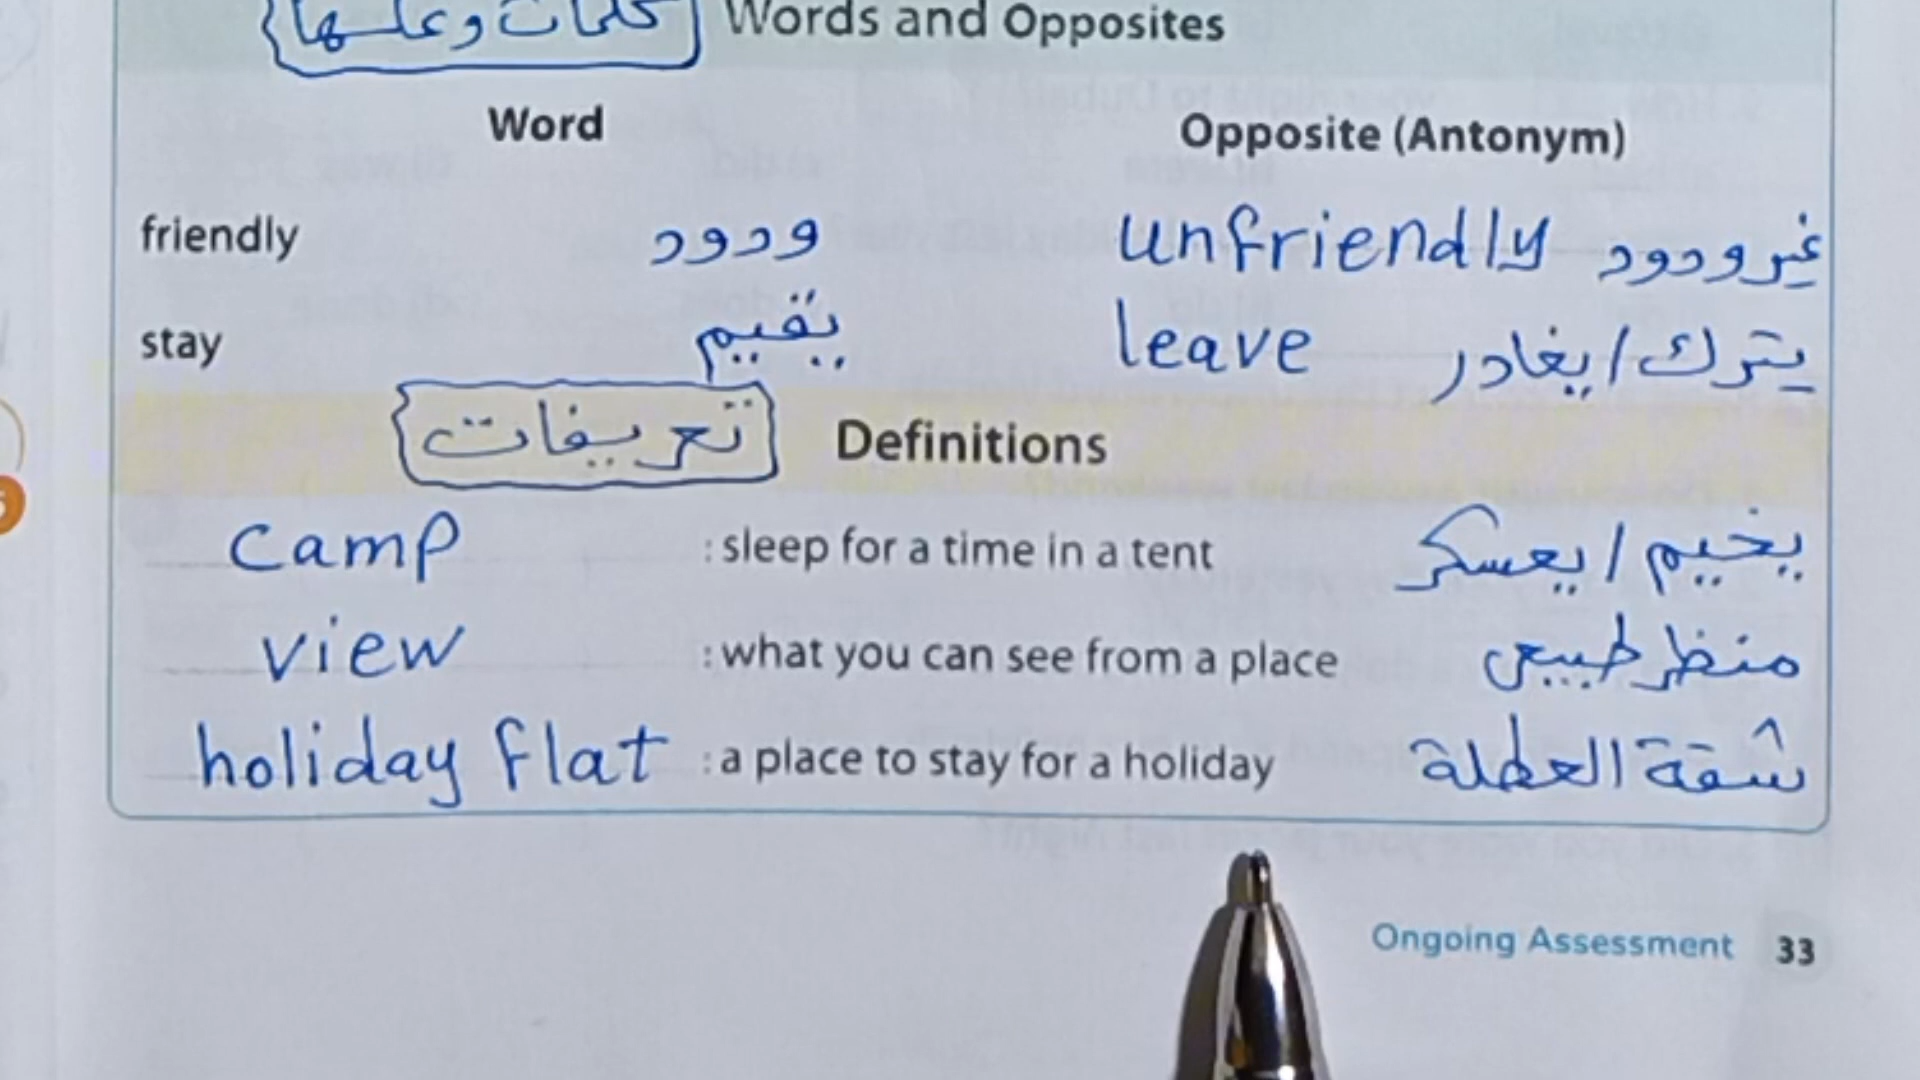 كلمات وعكسها Words and Opposites
Word Opposite (Antonym)
friendly ودود unfriendly غير ودود
stay يقيم leave يترك / يغادر
تعريفات Definitions
camp : sleep for a time in a tent يخيم / يعسكر
view : what you can see from a place منظر طبيعي
holiday flat : a place to stay for a holiday شقة العطلة
Ongoing Assessment 33